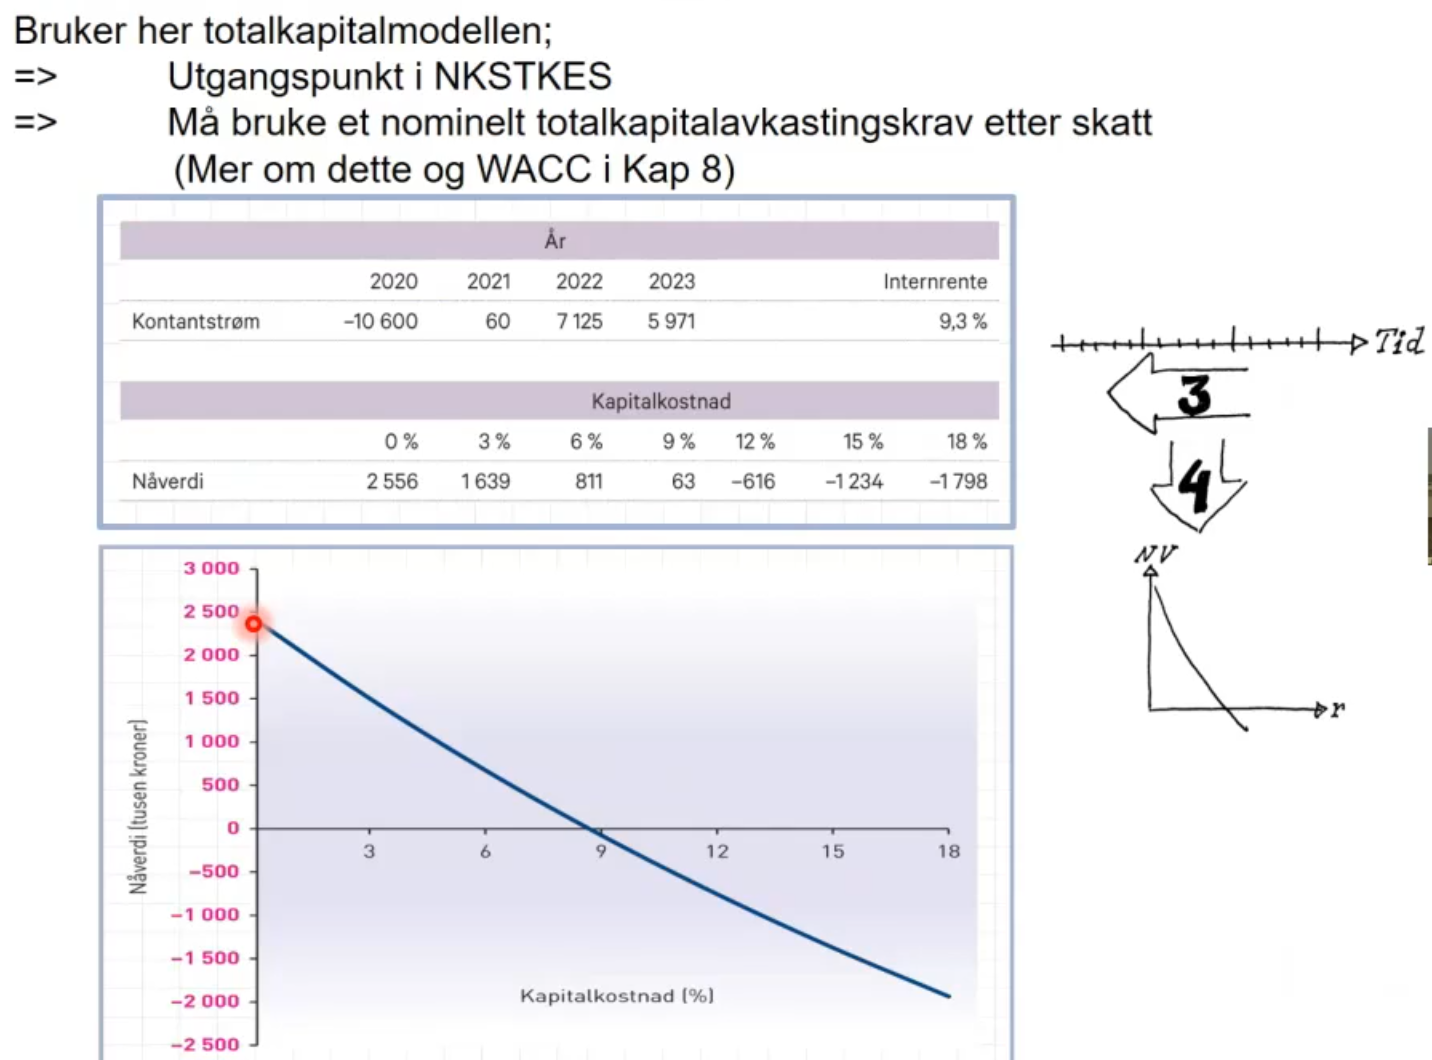 Bruker her totalkapitalmodellen;
=> Utgangspunkt i NKSTKES
=> Må bruke et nominelt totalkapitalavkastingskrav etter skatt
(Mer om dette og WACC i Kap 8)
År
2020 2021 2022 2023 Internrente
Kontantstrøm −10 600 60 7 125 5 971 9,3 %
Kapitalkostnad
0 % 3 % 6 % 9 % 12 % 15 % 18 %
Nåverdi 2 556 1 639 811 63 −616 −1 234 −1 798
Tid
3
4
NV
r
3 000
2 500
2 000
1 500
1 000
500
0
−500
−1 000
−1 500
−2 000
−2 500
Nåverdi (tusen kroner)
3 6 9 12 15 18
Kapitalkostnad (%)